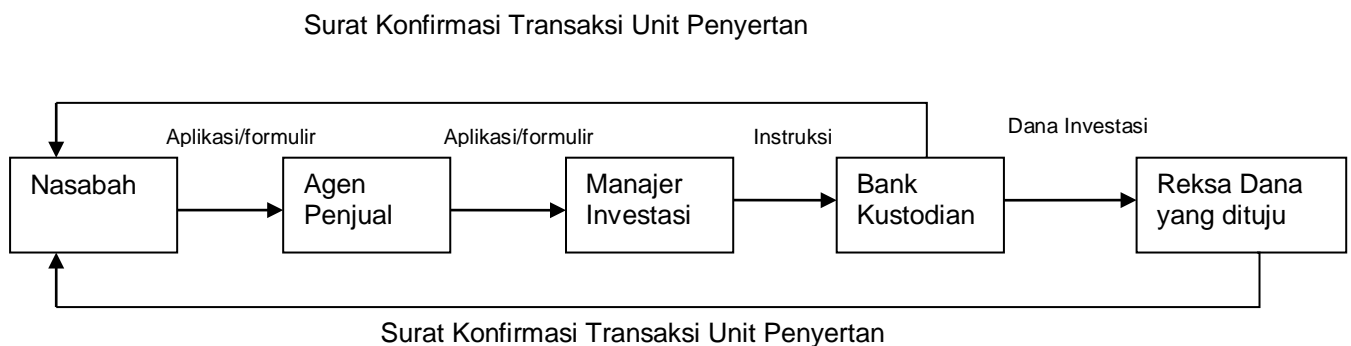 Surat Konfirmasi Transaksi Unit Penyertan
Aplikasi/formulir
Aplikasi/formulir
Instruksi
Dana Investasi
Nasabah
Agen
Penjual
Manajer
Investasi
Bank
Kustodian
Reksa Dana
yang dituju
Surat Konfirmasi Transaksi Unit Penyertan